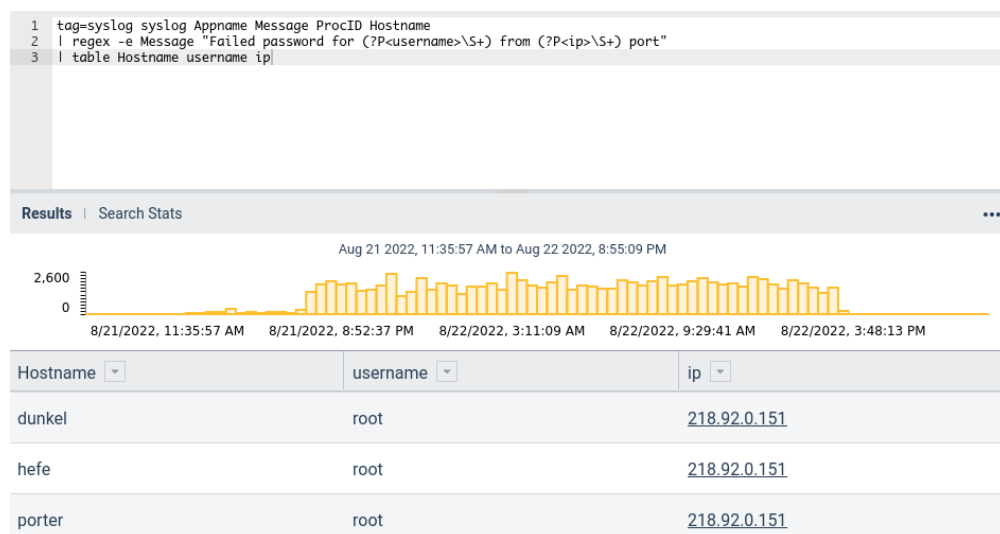 1 tag=syslog syslog Appname Message ProcID Hostname
2 | regex -e Message "Failed password for (?P<username>\S+) from (?P<ip>\S+) port"
3 | table Hostname username ip
Results | Search Stats
Aug 21 2022, 11:35:57 AM to Aug 22 2022, 8:55:09 PM
2,600
0
8/21/2022, 11:35:57 AM 8/21/2022, 8:52:37 PM 8/22/2022, 3:11:09 AM 8/22/2022, 9:29:41 AM 8/22/2022, 3:48:13 PM
Hostname username ip
dunkel root 218.92.0.151
hefe root 218.92.0.151
porter root 218.92.0.151